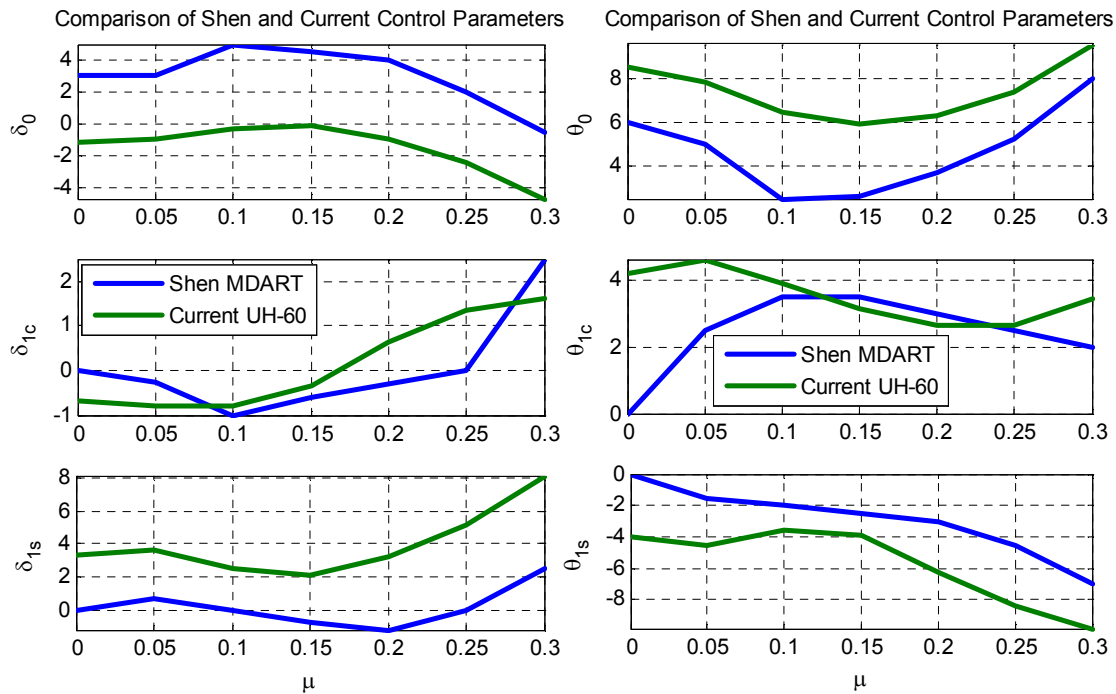 Comparison of Shen and Current Control Parameters
4
2
0
-2
-4
δ0
0 0.05 0.1 0.15 0.2 0.25 0.3
2
1
0
-1
δ1c
Shen MDART
Current UH-60
0 0.05 0.1 0.15 0.2 0.25 0.3
8
6
4
2
0
δ1s
0 0.05 0.1 0.15 0.2 0.25 0.3
μ
Comparison of Shen and Current Control Parameters
8
6
4
θ0
0 0.05 0.1 0.15 0.2 0.25 0.3
4
2
0
θ1c
Shen MDART
Current UH-60
0 0.05 0.1 0.15 0.2 0.25 0.3
0
-2
-4
-6
-8
θ1s
0 0.05 0.1 0.15 0.2 0.25 0.3
μ